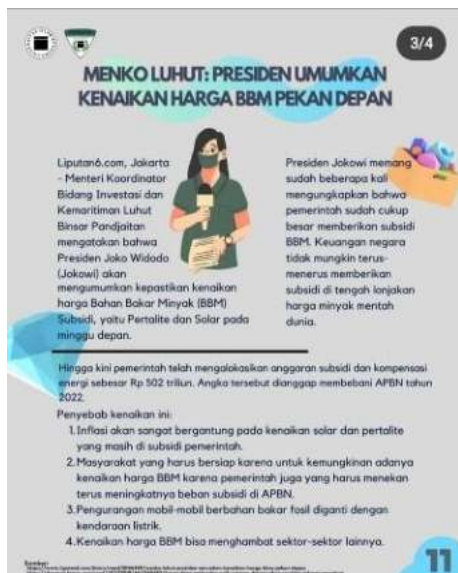 3/4
MENKO LUHUT: PRESIDEN UMUMKAN
KENAIKAN HARGA BBM PEKAN DEPAN
Liputan6.com, Jakarta
- Menteri Koordinator
Bidang Investasi dan
Kemaritiman Luhut
Binsar Pandjaitan
mengatakan bahwa
Presiden Joko Widodo
(Jokowi) akan
mengumumkan kepastikan kenaikan
harga Bahan Bakar Minyak (BBM)
Subsidi, yaitu Pertalite dan Solar pada
minggu depan.
Presiden Jokowi memang
sudah beberapa kali
mengungkapkan bahwa
pemerintah sudah cukup
besar memberikan subsidi
BBM. Keuangan negara
tidak mungkin terus-
menerus memberikan
subsidi di tengah lonjakan
harga minyak mentah
dunia.
Hingga kini pemerintah telah mengalokasikan anggaran subsidi dan kompensasi
energi sebesar Rp 502 triliun. Angka tersebut dianggap membebani APBN tahun
2022.
Penyebab kenaikan ini:
1. Inflasi akan sangat bergantung pada kenaikan solar dan pertalite
yang masih di subsidi pemerintah.
2. Masyarakat yang harus bersiap karena untuk kemungkinan adanya
kenaikan harga BBM karena pemerintah juga yang harus menekan
terus meningkatnya beban subsidi di APBN.
3. Pengurangan mobil-mobil berbahan bakar fosil diganti dengan
kendaraan listrik.
4. Kenaikan harga BBM bisa menghambat sektor-sektor lainnya.
Sumber:
11